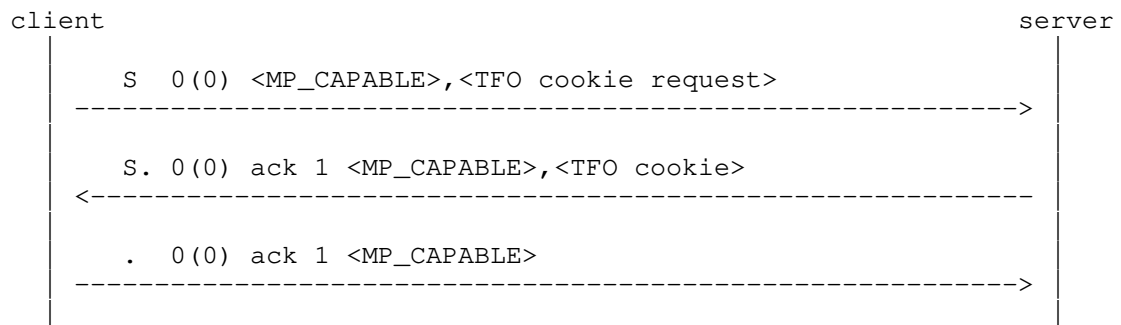 client server
S 0(0) <MP_CAPABLE>,<TFO cookie request>
S. 0(0) ack 1 <MP_CAPABLE>,<TFO cookie>
. 0(0) ack 1 <MP_CAPABLE>